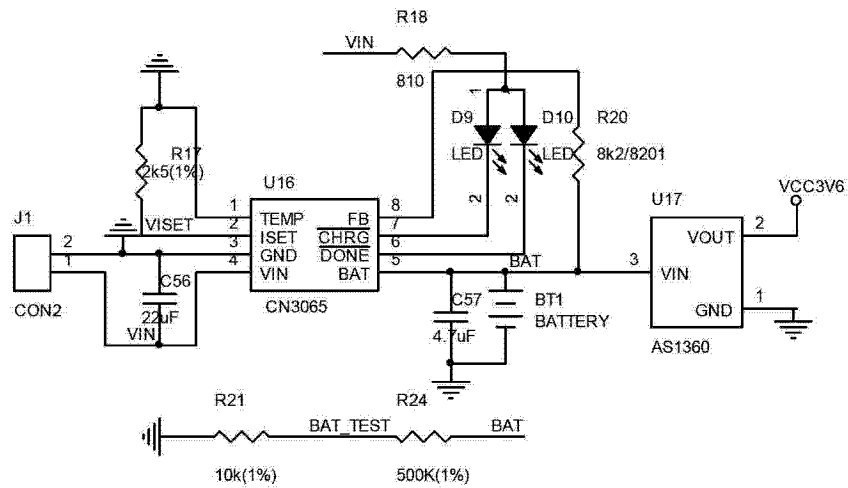 R18
VIN
810
1
D9
D10
R20
LED
LED
8k2/8201
R17
2k5(1%)
U16
2
2
U17
VCC3V6
J1
VISET
1
2
3
4
TEMP
ISET
GND
VIN
FB
CHRG
DONE
BAT
8
7
6
5
BAT
3
VIN
VOUT
2
GND
1
2
1
CON2
C56
22uF
VIN
CN3065
C57
4.7uF
BT1
BATTERY
AS1360
R21
BAT_TEST
R24
BAT
10k(1%)
500K(1%)